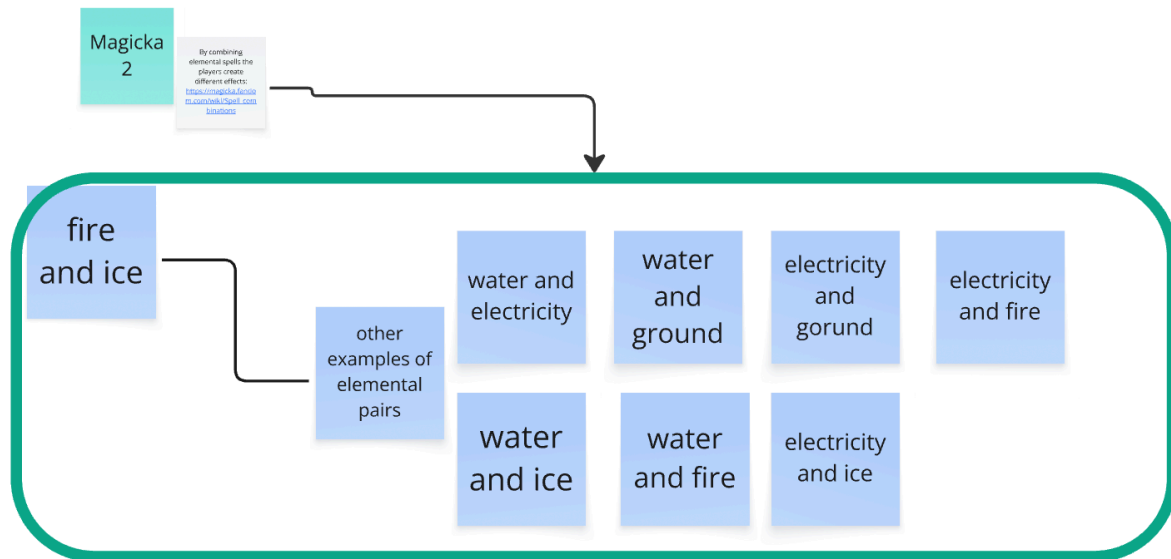 Magicka
2
By combining
elemental spells the
players create
different effects:
https://magicka.fando
m.com/wiki/Spell_com
binations
fire
and ice
other
examples of
elemental
pairs
water and
electricity
water
and
ground
electricity
and
gorund
electricity
and fire
water
and ice
water
and fire
electricity
and ice